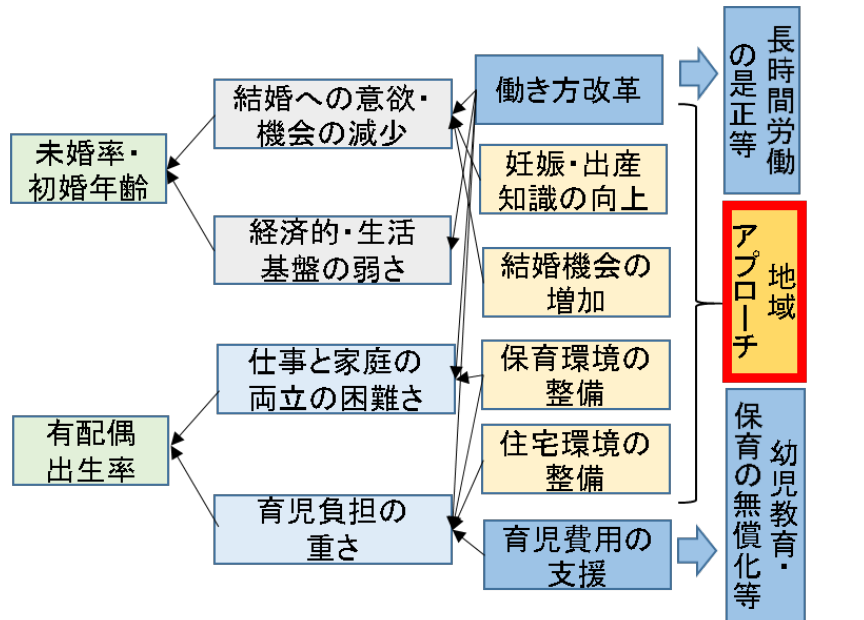 未婚率・
初婚年齢
有配偶
出生率
結婚への意欲・
機会の減少
経済的・生活
基盤の弱さ
仕事と家庭の
両立の困難さ
育児負担の
重さ
働き方改革
妊娠・出産
知識の向上
結婚機会の
増加
保育環境の
整備
住宅環境の
整備
育児費用の
支援
長時間労働
の是正等
地域
アプローチ
幼児教育・
保育の無償化等